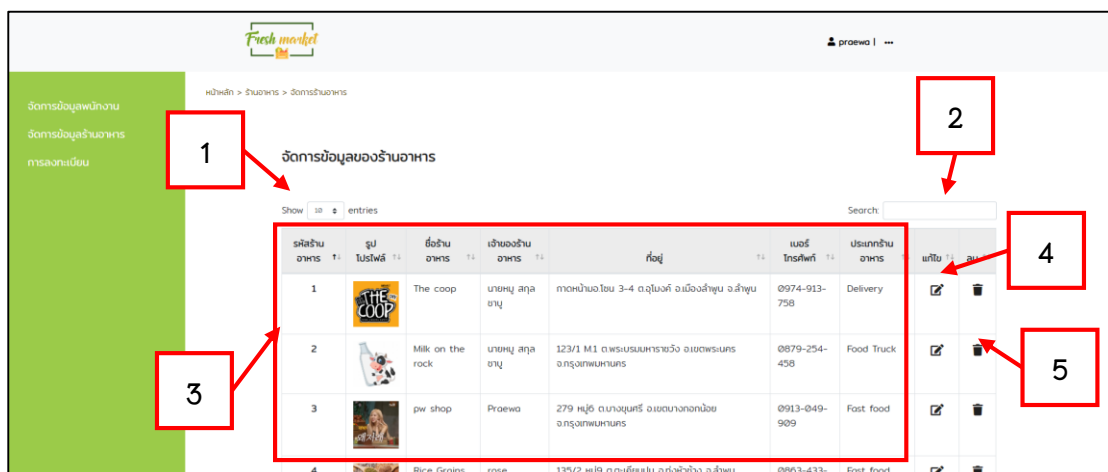 Fresh market
praewa | ...
จัดการข้อมูลพนักงาน
จัดการข้อมูลร้านอาหาร
การลงทะเบียน
หน้าหลัก > ร้านอาหาร > จัดการร้านอาหาร
1
2
จัดการข้อมูลของร้านอาหาร
Show 10 entries
Search:
รหัสร้านอาหาร รูปโปรไฟล์ ชื่อร้านอาหาร เจ้าของร้านอาหาร ที่อยู่ เบอร์โทรศัพท์ ประเภทร้านอาหาร แก้ไข
4
1 THE COOP The coop นายหมู สกุลชาญ กาดหน้ามอ โซน 3-4 ต.อุโมงค์ อ.เมืองลำพูน จ.ลำพูน 0974-913-758 Delivery
2 Milk on the rock นายหมู สกุลชาญ 123/1 M.1 ต.พระบรมมหาราชวัง อ.เขตพระนคร จ.กรุงเทพมหานคร 0879-254-458 Food Truck
5
3
3 pw shop Praewa 279 หมู่6 ต.บางขุนศรี อ.เขตบางกอกน้อย จ.กรุงเทพมหานคร 0913-049-909 Fast food
4 Rice Grains rose 0863-433- Fast food